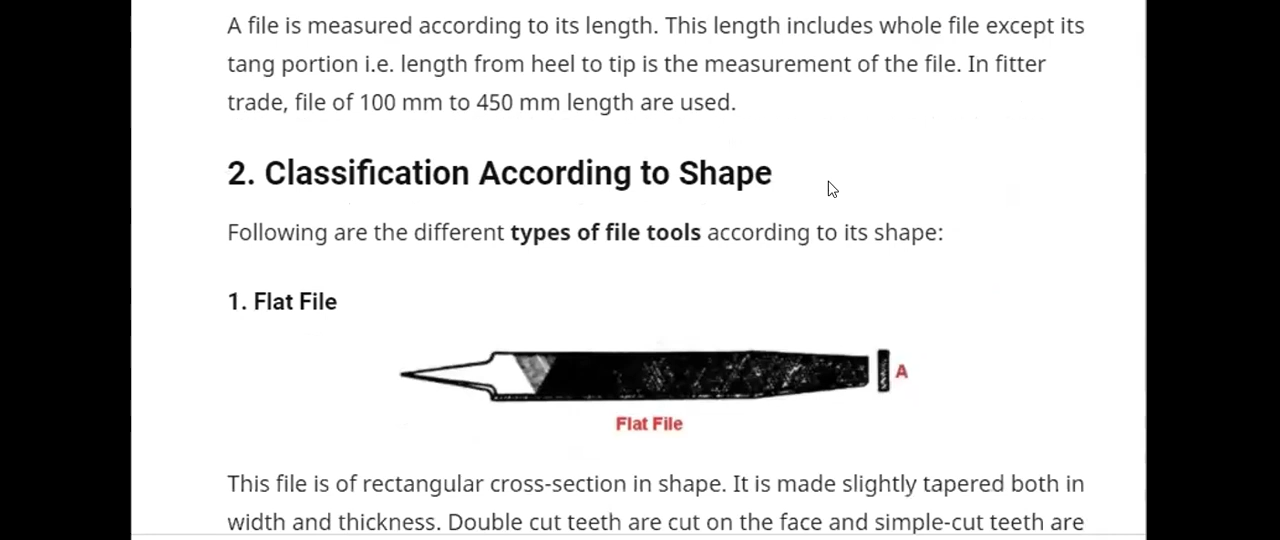 A file is measured according to its length. This length includes whole file except its
tang portion i.e. length from heel to tip is the measurement of the file. In fitter
trade, file of 100 mm to 450 mm length are used.
2. Classification According to Shape
Following are the different types of file tools according to its shape:
1. Flat File
A
Flat File
This file is of rectangular cross-section in shape. It is made slightly tapered both in
width and thickness. Double cut teeth are cut on the face and simple-cut teeth are